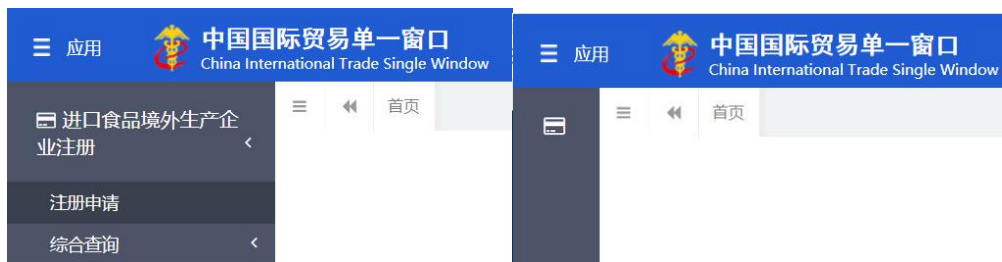 应用
中国国际贸易单一窗口
China International Trade Single Window
进口食品境外生产企
业注册
首页
注册申请
综合查询
应用
中国国际贸易单一窗口
China International Trade Single Window
首页